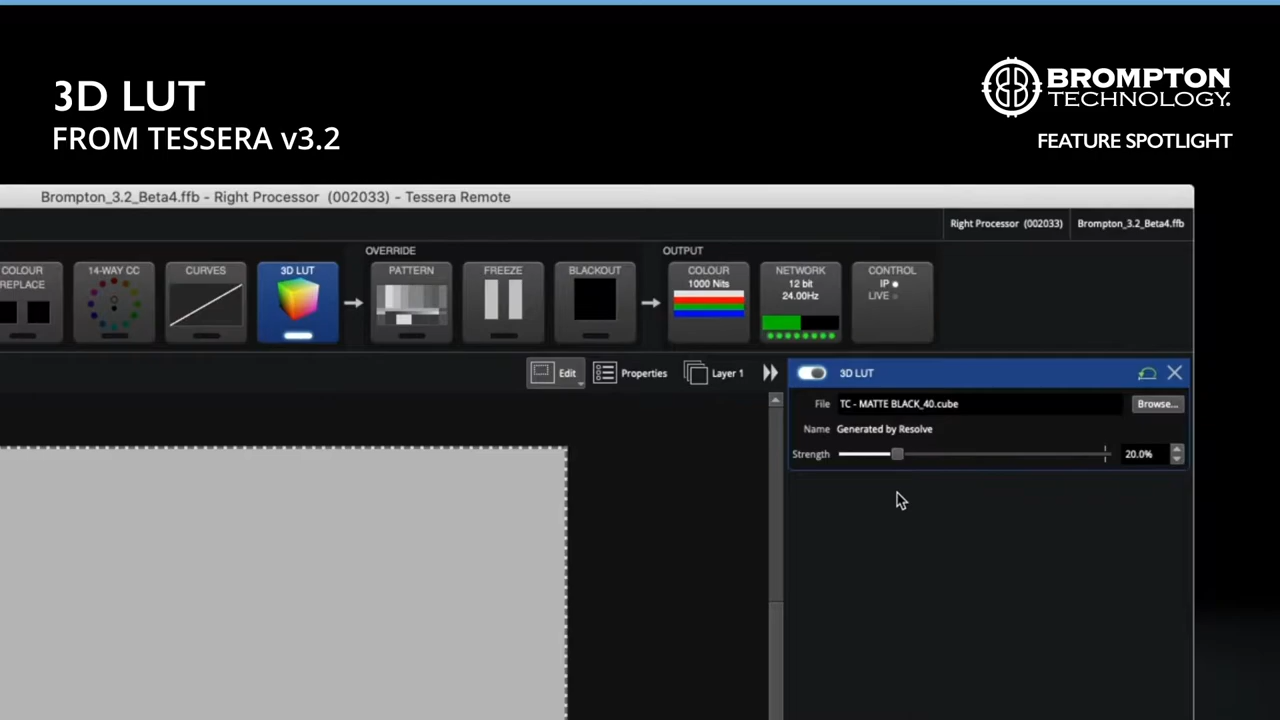 3D LUT
FROM TESSERA v3.2
BROMPTON
TECHNOLOGY.
FEATURE SPOTLIGHT
Brompton_3.2_Beta4.ffb - Right Processor (002033) - Tessera Remote
Right Processor (002033)
Brompton_3.2_Beta4.ffb
OVERRIDE
OUTPUT
COLOUR
REPLACE
14-WAY CC
CURVES
3D LUT
PATTERN
FREEZE
BLACKOUT
COLOUR
1000 Nits
NETWORK
12 bit
24.00Hz
CONTROL
IP
LIVE
Edit
Properties
Layer 1
3D LUT
File TC - MATTE BLACK_40.cube Browse...
Name Generated by Resolve
Strength 20.0%